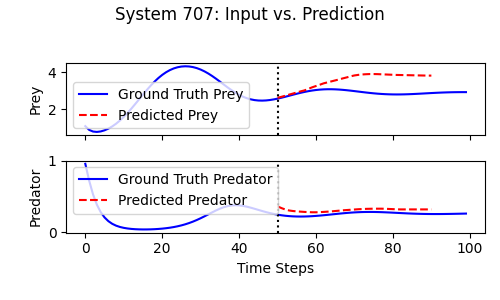 System 707: Input vs. Prediction
Prey
4
2
Ground Truth Prey
Predicted Prey
Predator
1
0
Ground Truth Predator
Predicted Predator
0
20
40
60
80
100
Time Steps